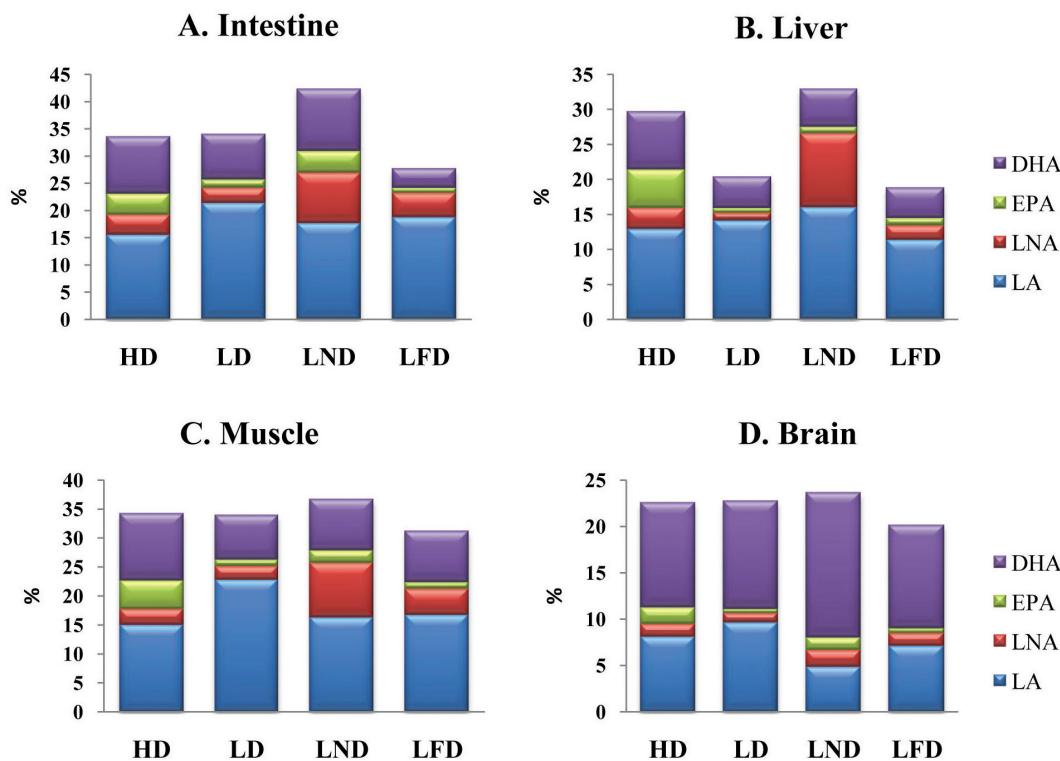 A. Intestine
45
40
35
30
25
20
15
10
5
0
%
HD LD LND LFD
B. Liver
35
30
25
20
15
10
5
0
%
HD LD LND LFD
DHA
EPA
LNA
LA
C. Muscle
40
35
30
25
20
15
10
5
0
%
HD LD LND LFD
D. Brain
25
20
15
10
5
0
%
HD LD LND LFD
DHA
EPA
LNA
LA